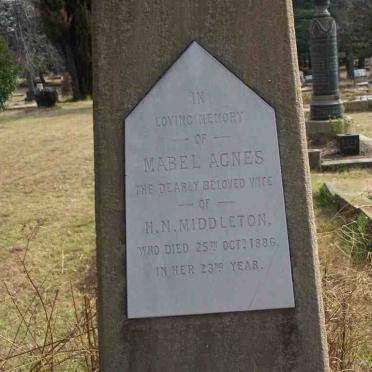 IN
LOVING MEMORY
OF
MABEL AGNES
THE DEARLY BELOVED WIFE
OF
H.N. MIDDLETON,
WHO DIED 25TH OCTR 1886,
IN HER 23RD YEAR.